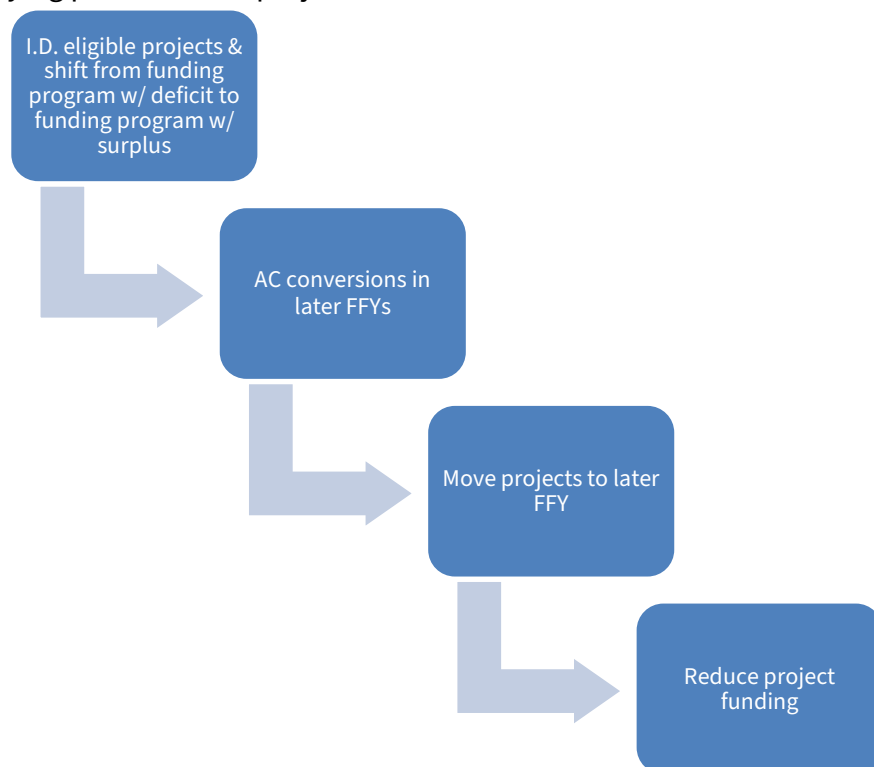 I.D. eligible projects &
shift from funding
program w/ deficit to
funding program w/
surplus
AC conversions in
later FFYs
Move projects to later
FFY
Reduce project
funding